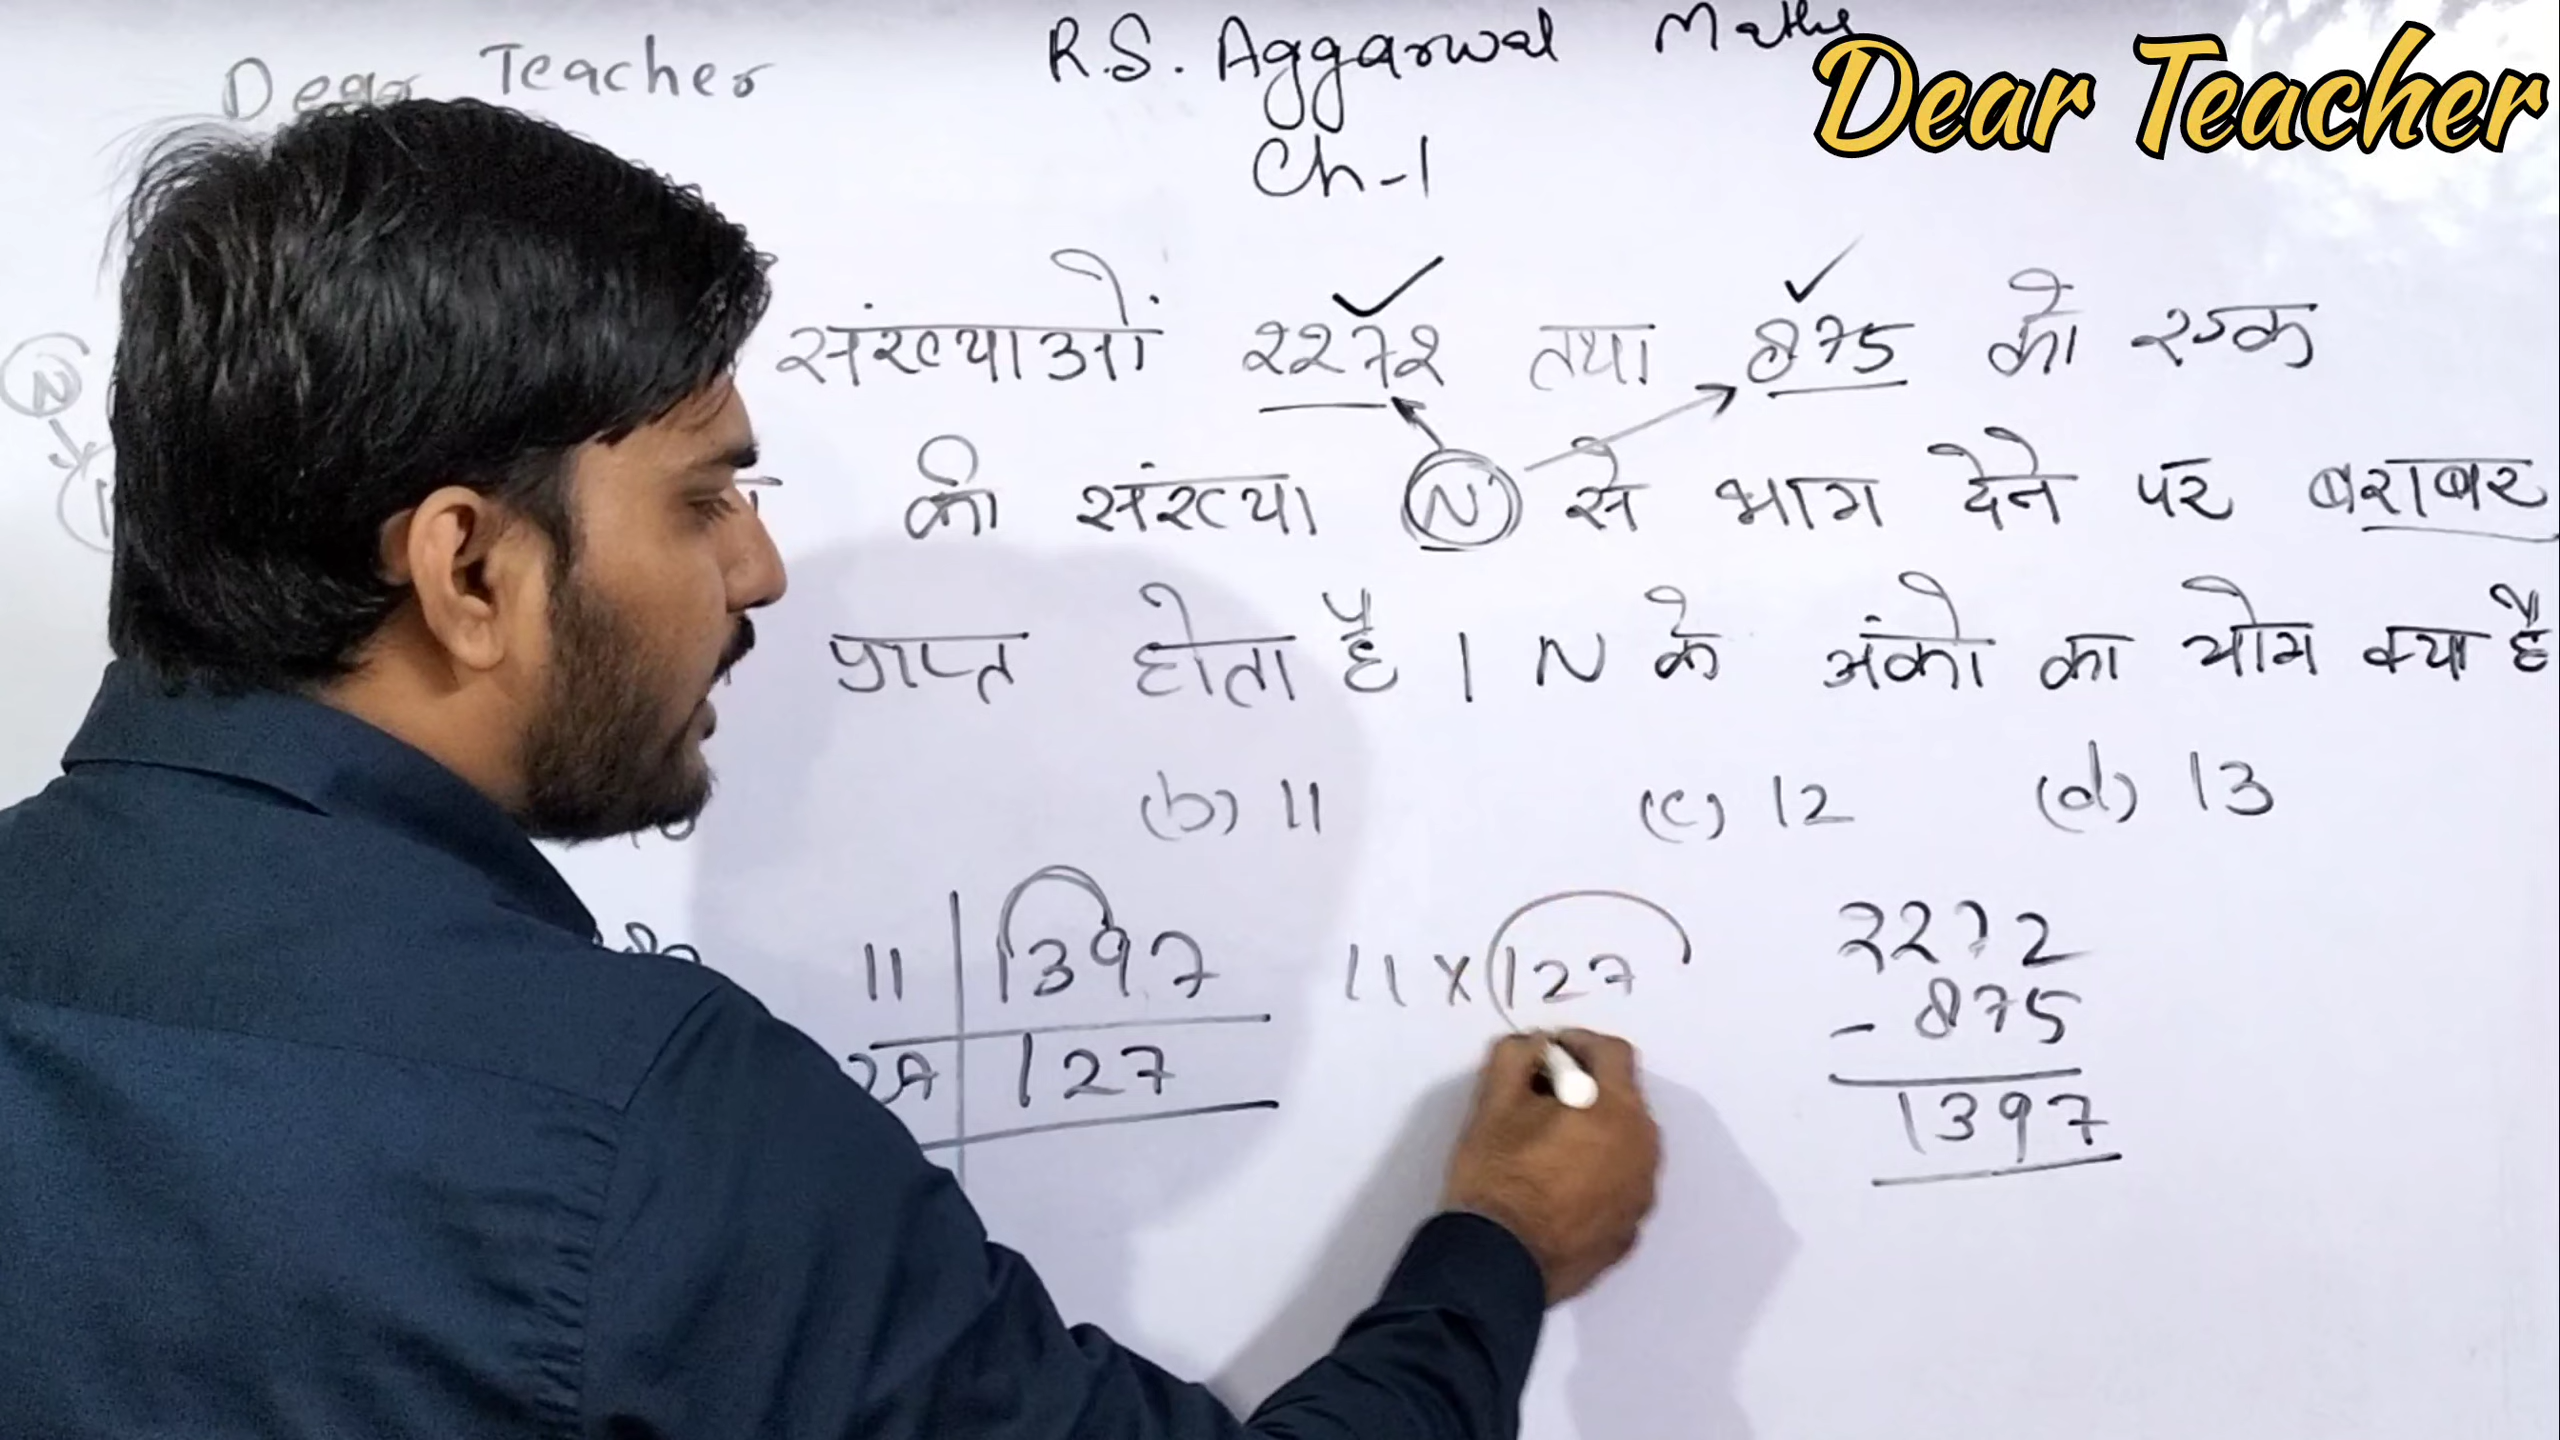 Dear Teacher
R.S. Aggarwal Maths
Dear Teacher
Ch-1
संख्याओं 2272 तथा 875 को एक
N
की संख्या N से भाग देने पर बराबर
प्राप्त होता है । N के अंको का योग क्या है
(b) 11 (c) 12 (d) 13
11 1397
127
11 x 127
2272
- 875
1397